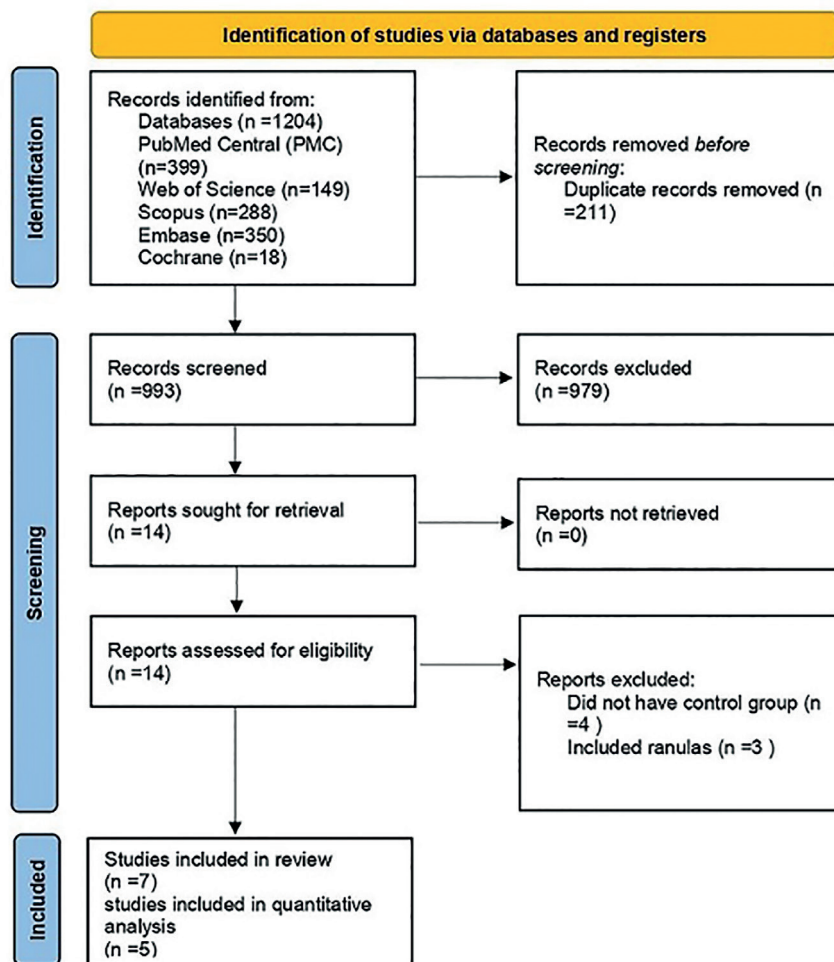 Identification of studies via databases and registers
Identification
Records identified from:
Databases (n =1204)
PubMed Central (PMC)
(n=399)
Web of Science (n=149)
Scopus (n=288)
Embase (n=350)
Cochrane (n=18)
Records removed before
screening:
Duplicate records removed (n
=211)
Screening
Records screened
(n =993)
Records excluded
(n =979)
Reports sought for retrieval
(n =14)
Reports not retrieved
(n =0)
Reports assessed for eligibility
(n =14)
Reports excluded:
Did not have control group (n
=4 )
Included ranulas (n =3 )
Included
Studies included in review
(n =7)
studies included in quantitative
analysis
(n =5)